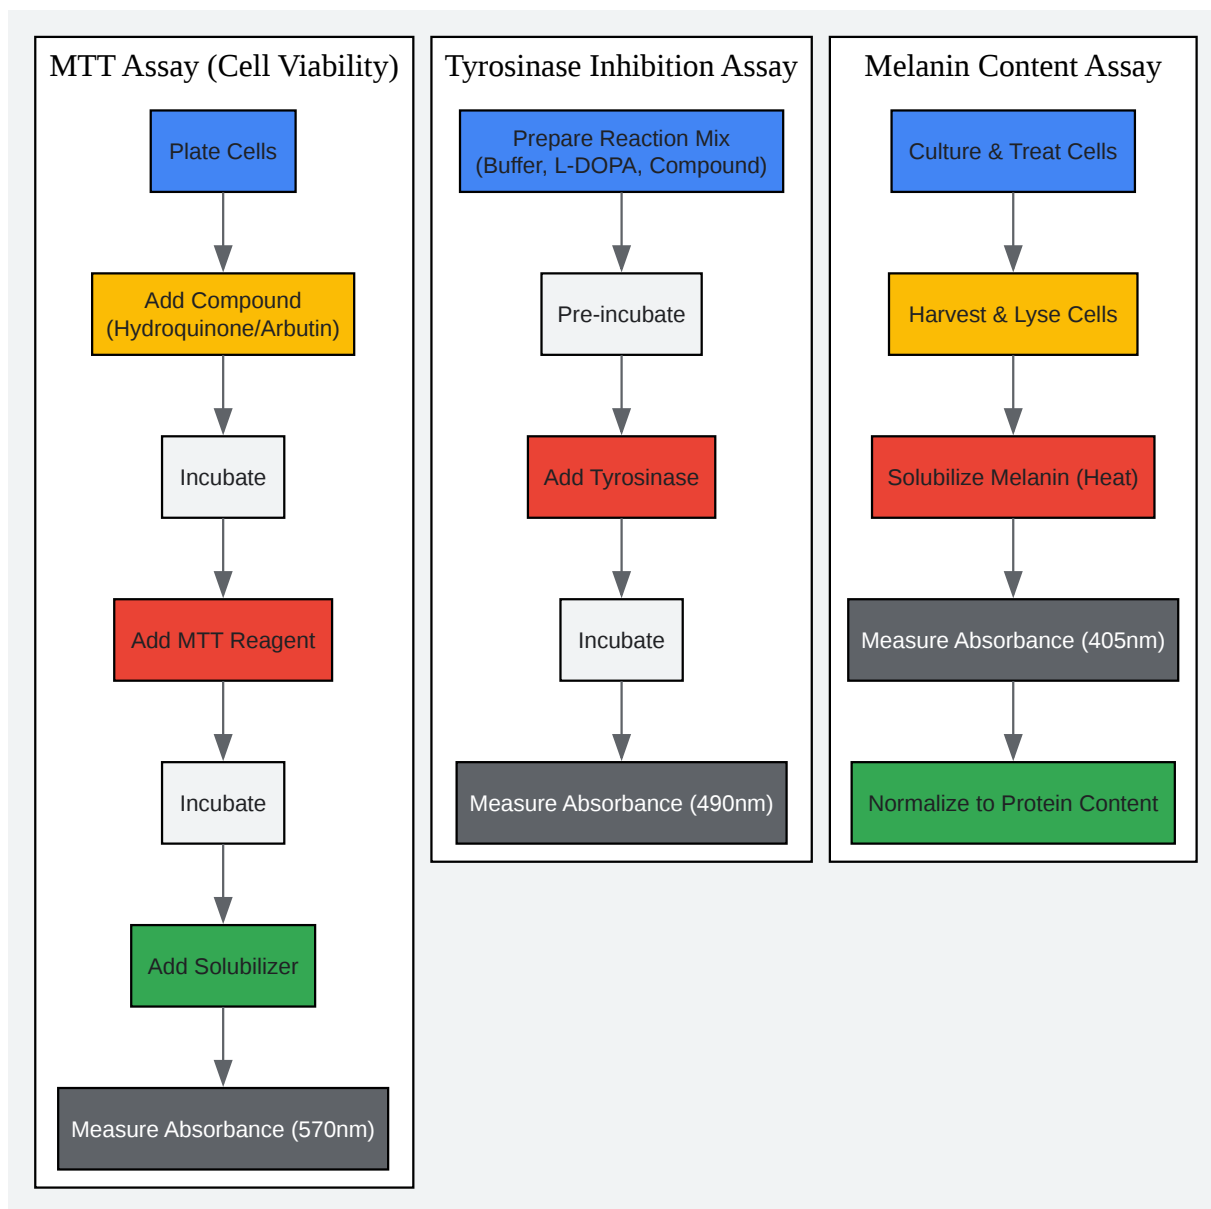 MTT Assay (Cell Viability)
Plate Cells
Add Compound
(Hydroquinone/Arbutin)
Incubate
Add MTT Reagent
Incubate
Add Solubilizer
Measure Absorbance (570nm)
Tyrosinase Inhibition Assay
Prepare Reaction Mix
(Buffer, L-DOPA, Compound)
Pre-incubate
Add Tyrosinase
Incubate
Measure Absorbance (490nm)
Melanin Content Assay
Culture & Treat Cells
Harvest & Lyse Cells
Solubilize Melanin (Heat)
Measure Absorbance (405nm)
Normalize to Protein Content